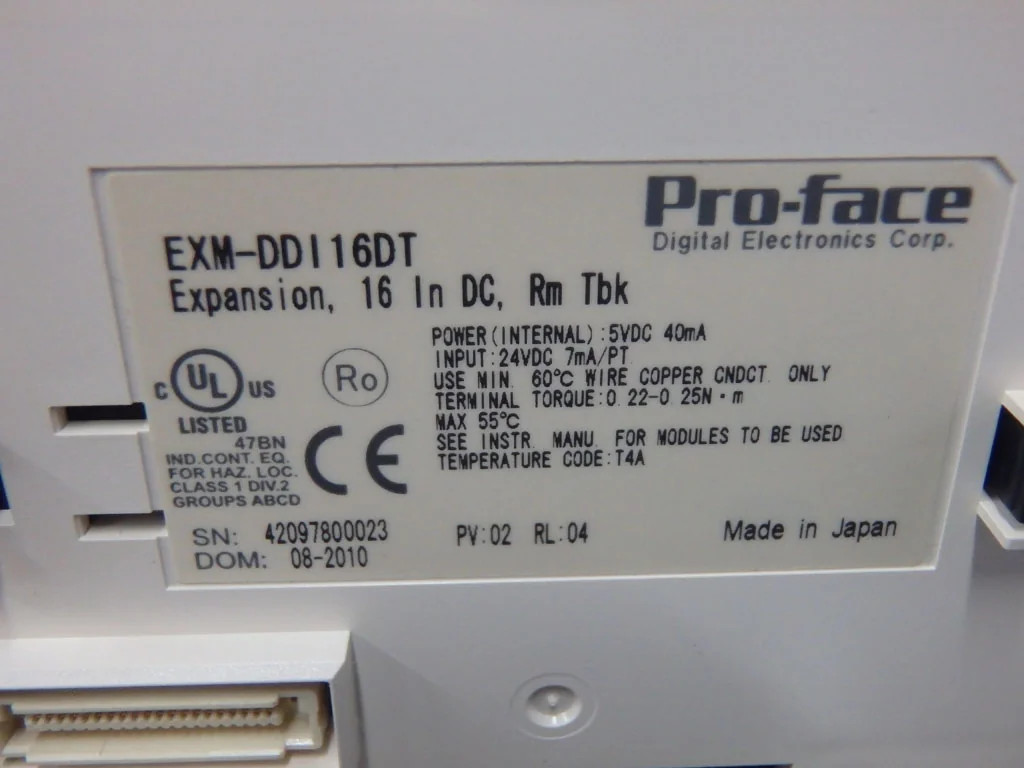 Pro-face
Digital Electronics Corp.
EXM-DDI16DT
Expansion, 16 In DC, Rm Tbk
POWER(INTERNAL):5VDC 40mA
INPUT:24VDC 7mA/PT
USE MIN. 60°C WIRE COPPER CNDCT. ONLY
TERMINAL TORQUE:0.22-0.25N・m
MAX 55°C
SEE INSTR. MANU. FOR MODULES TO BE USED
TEMPERATURE CODE:T4A
C UL US
LISTED
47BN
IND.CONT. EQ.
FOR HAZ. LOC.
CLASS 1 DIV.2
GROUPS ABCD
Ro
CE
SN: 42097800023
DOM: 08-2010
PV:02 RL:04
Made in Japan